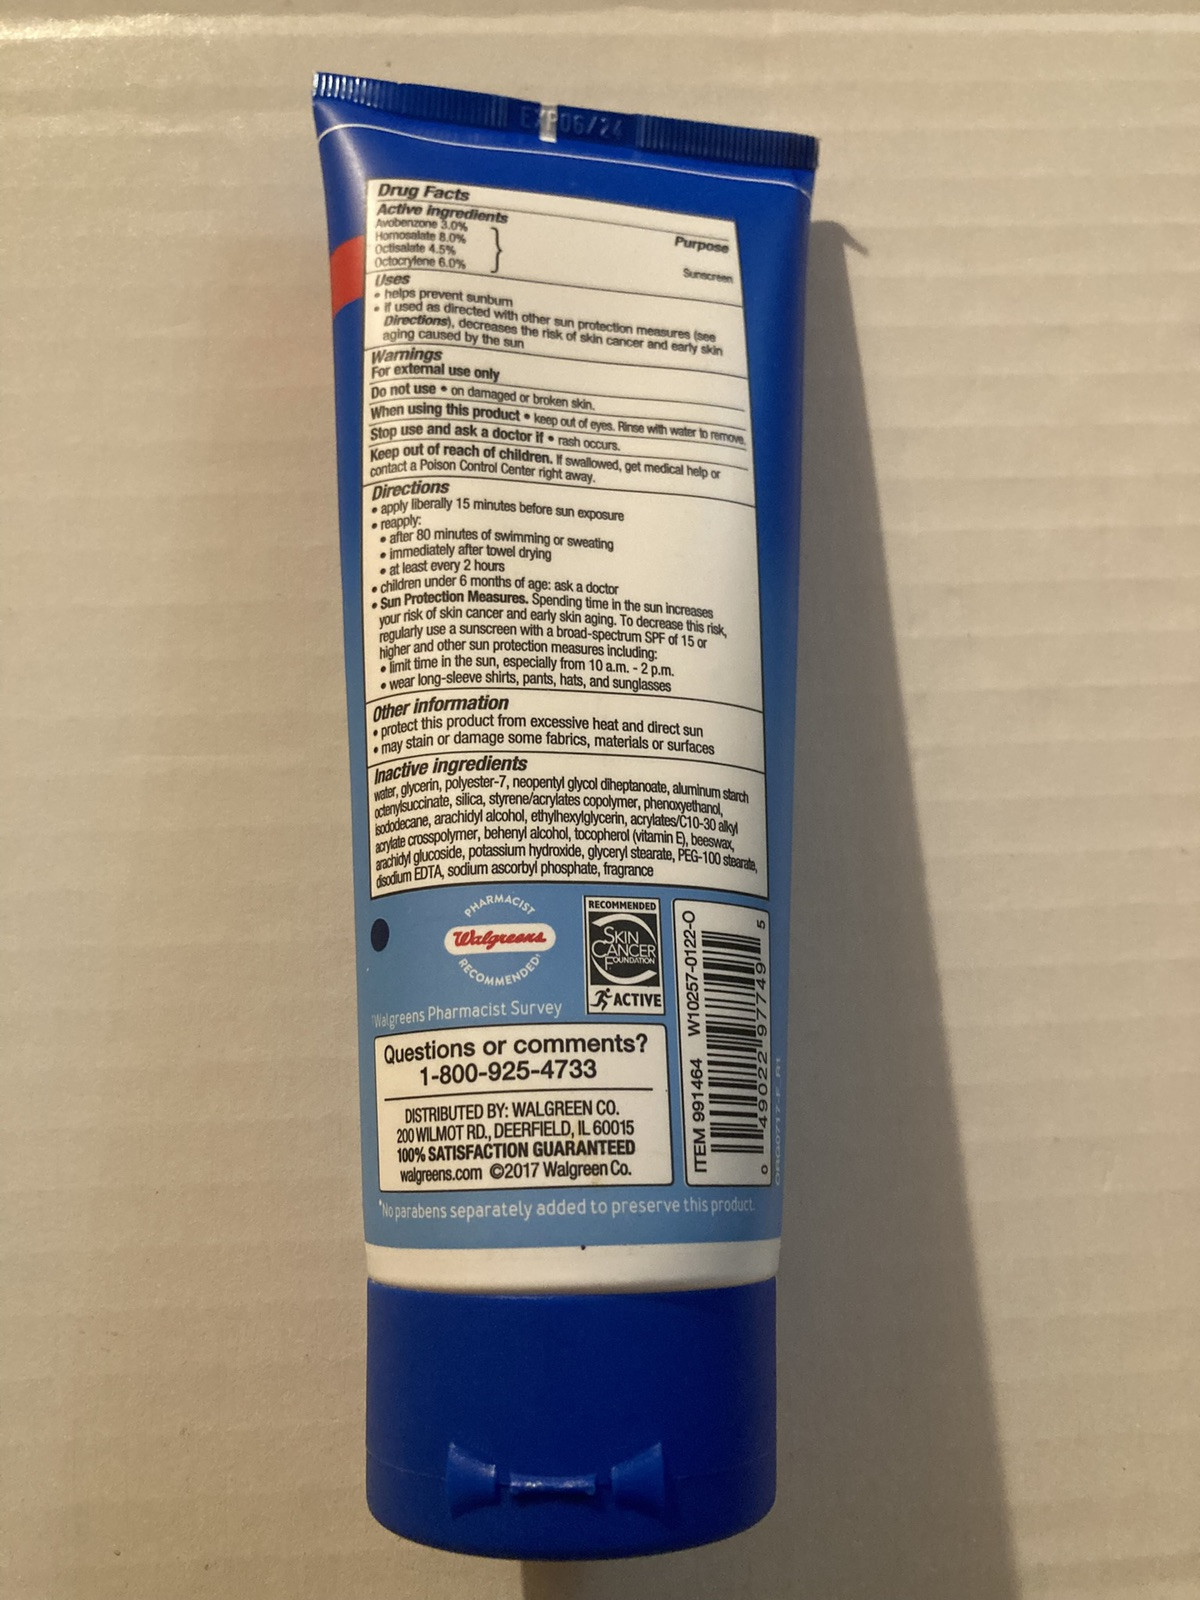 EXP06/24
Drug Facts
Active ingredients
Purpose
Avobenzone 3.0%
Homosalate 8.0%
Octisalate 4.5%
Octocrylene 6.0%
Sunscreen
Uses
• helps prevent sunburn
• if used as directed with other sun protection measures (see
Directions), decreases the risk of skin cancer and early skin
aging caused by the sun
Warnings
For external use only
Do not use • on damaged or broken skin.
When using this product • keep out of eyes. Rinse with water to remove.
Stop use and ask a doctor if • rash occurs.
Keep out of reach of children. If swallowed, get medical help or
contact a Poison Control Center right away.
Directions
• apply liberally 15 minutes before sun exposure
• reapply:
• after 80 minutes of swimming or sweating
• immediately after towel drying
• at least every 2 hours
• children under 6 months of age: ask a doctor
• Sun Protection Measures. Spending time in the sun increases
your risk of skin cancer and early skin aging. To decrease this risk,
regularly use a sunscreen with a broad-spectrum SPF of 15 or
higher and other sun protection measures including:
• limit time in the sun, especially from 10 a.m. - 2 p.m.
• wear long-sleeve shirts, pants, hats, and sunglasses
Other information
• protect this product from excessive heat and direct sun
• may stain or damage some fabrics, materials or surfaces
Inactive ingredients
water, glycerin, polyester-7, neopentyl glycol diheptanoate, aluminum starch
octenylsuccinate, silica, styrene/acrylates copolymer, phenoxyethanol,
isododecane, arachidyl alcohol, ethylhexylglycerin, acrylates/C10-30 alkyl
acrylate crosspolymer, behenyl alcohol, tocopherol (vitamin E), beeswax,
arachidyl glucoside, potassium hydroxide, glyceryl stearate, PEG-100 stearate,
disodium EDTA, sodium ascorbyl phosphate, fragrance
PHARMACIST
Walgreens
RECOMMENDED†
†Walgreens Pharmacist Survey
RECOMMENDED
SKIN
CANCER
FOUNDATION
ACTIVE
Questions or comments?
1-800-925-4733
DISTRIBUTED BY: WALGREEN CO.
200 WILMOT RD., DEERFIELD, IL 60015
100% SATISFACTION GUARANTEED
walgreens.com ©2017 Walgreen Co.
ITEM 991464 W10257-0122-O
0 49022 97749 5
*No parabens separately added to preserve this product.